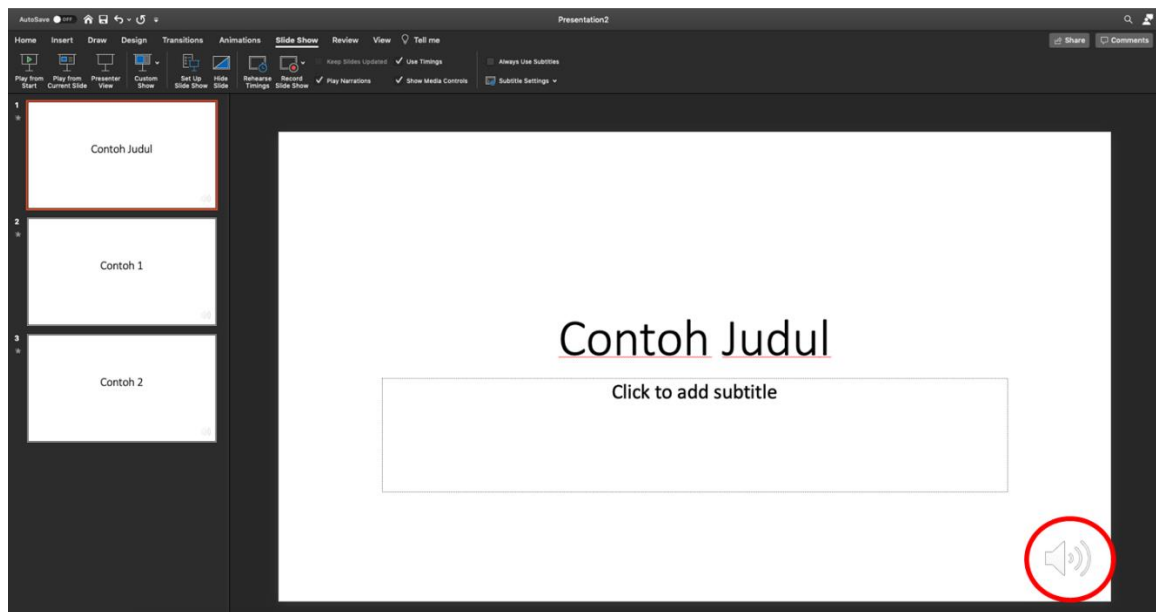 AutoSave OFF
Presentation2
Home Insert Draw Design Transitions Animations Slide Show Review View Tell me
Share Comments
Play from Start
Play from Current Slide
Presenter View
Custom Show
Set Up Slide Show
Hide Slide
Rehearse Timings
Record Slide Show
Keep Slides Updated
Use Timings
Play Narrations
Show Media Controls
Always Use Subtitles
Subtitle Settings
1
Contoh Judul
2
Contoh 1
3
Contoh 2
Contoh Judul
Click to add subtitle